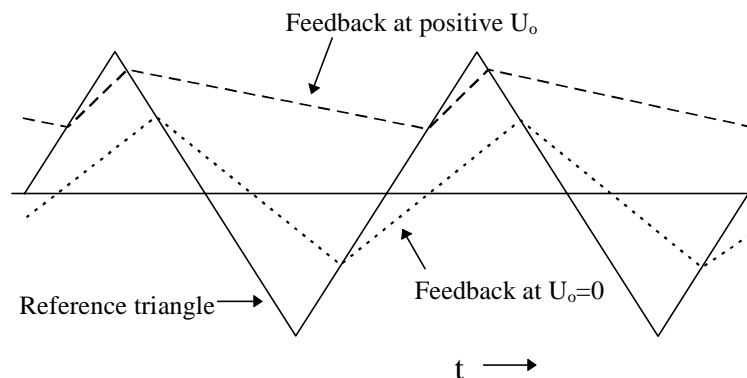 Feedback at positive Uₒ
Reference triangle
Feedback at Uₒ=0
t